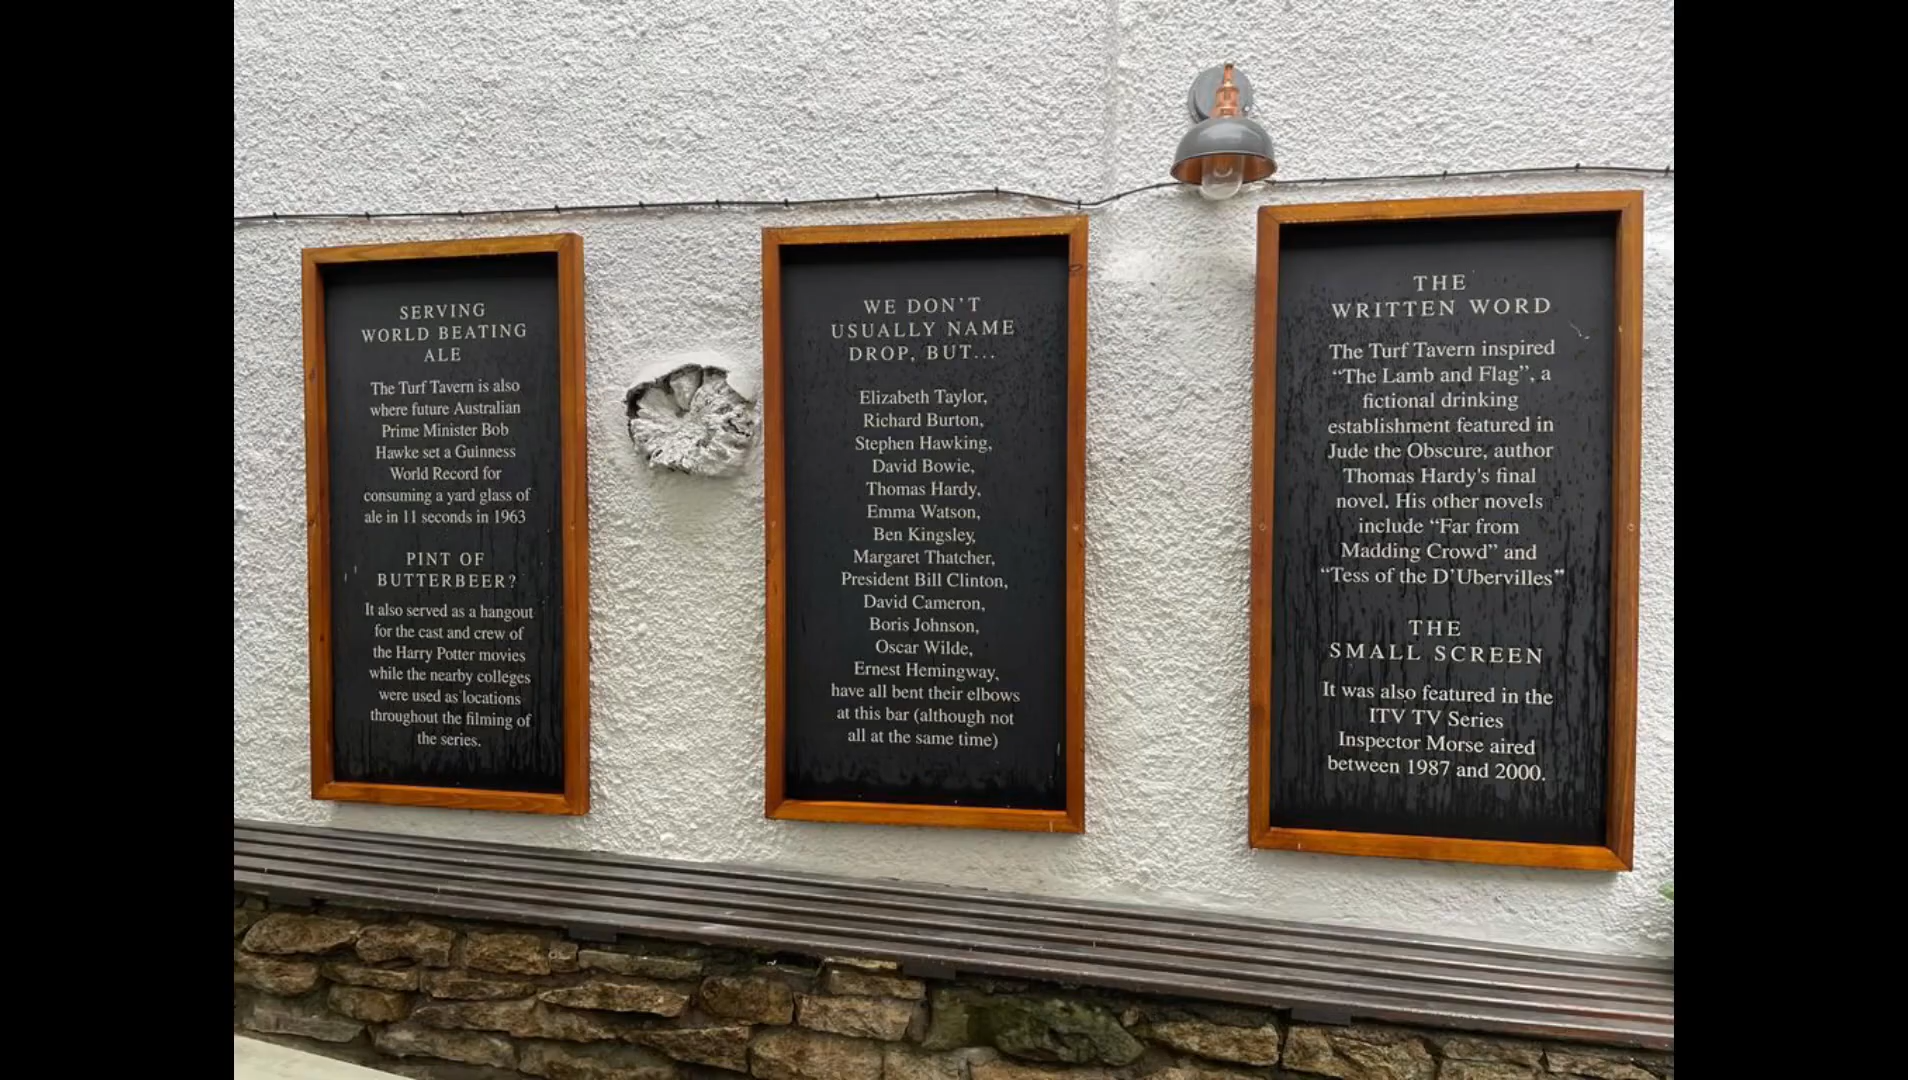 SERVING
WORLD BEATING
ALE
The Turf Tavern is also
where future Australian
Prime Minister Bob
Hawke set a Guinness
World Record for
consuming a yard glass of
ale in 11 seconds in 1963
PINT OF
BUTTERBEER?
It also served as a hangout
for the cast and crew of
the Harry Potter movies
while the nearby colleges
were used as locations
throughout the filming of
the series.
WE DON'T
USUALLY NAME
DROP, BUT...
Elizabeth Taylor,
Richard Burton,
Stephen Hawking,
David Bowie,
Thomas Hardy,
Emma Watson,
Ben Kingsley,
Margaret Thatcher,
President Bill Clinton,
David Cameron,
Boris Johnson,
Oscar Wilde,
Ernest Hemingway,
have all bent their elbows
at this bar (although not
all at the same time)
THE
WRITTEN WORD
The Turf Tavern inspired
“The Lamb and Flag”, a
fictional drinking
establishment featured in
Jude the Obscure, author
Thomas Hardy's final
novel. His other novels
include “Far from
Madding Crowd” and
“Tess of the D’Ubervilles”
THE
SMALL SCREEN
It was also featured in the
ITV TV Series
Inspector Morse aired
between 1987 and 2000.